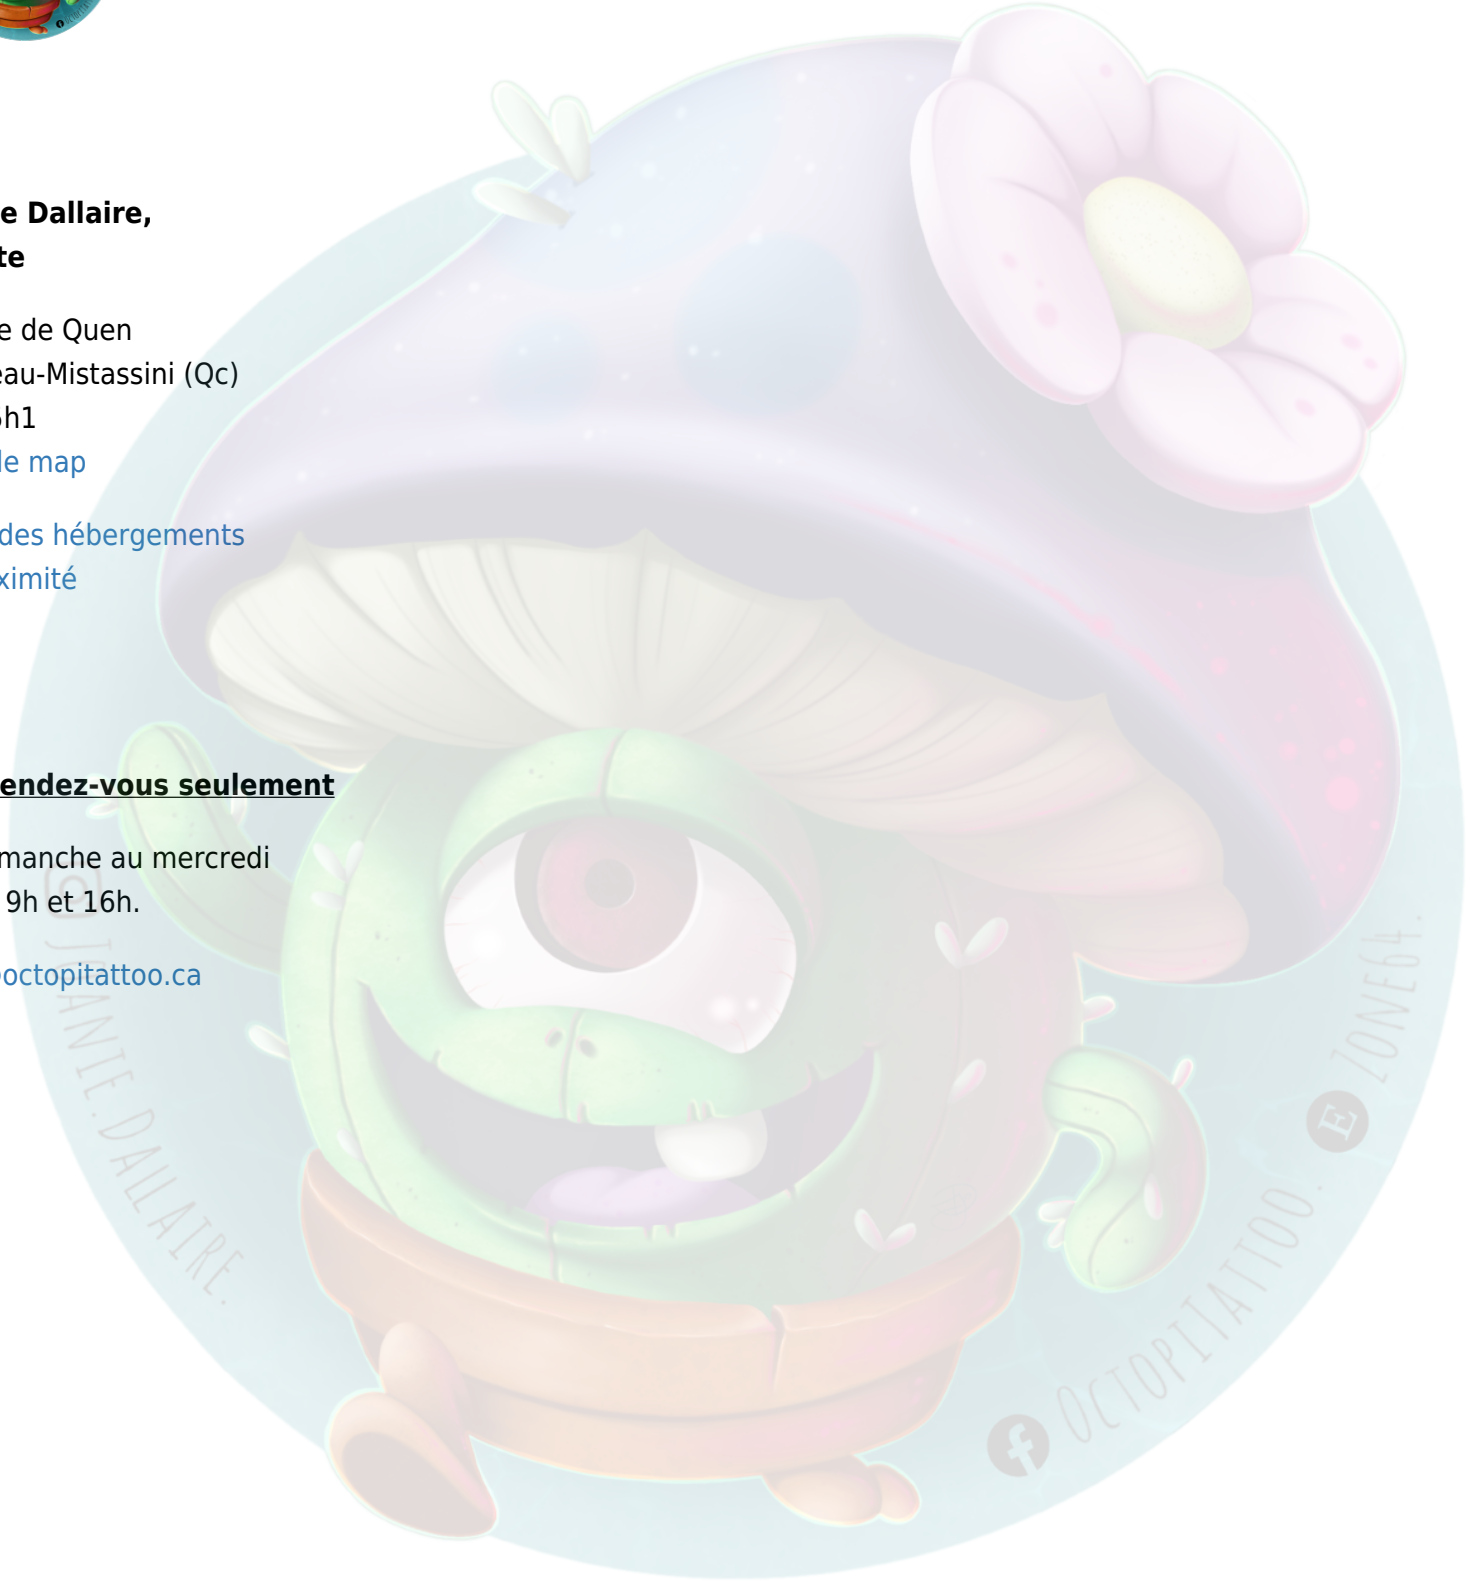 e Dallaire,
te
e de Quen
eau-Mistassini (Qc)
h1
le map
des hébergements
ximité
endez-vous seulement
manche au mercredi
9h et 16h.
octopitattoo.ca
JOANIE.DALLAIRE.
OCTOPITATTOO.
E ZONE64.